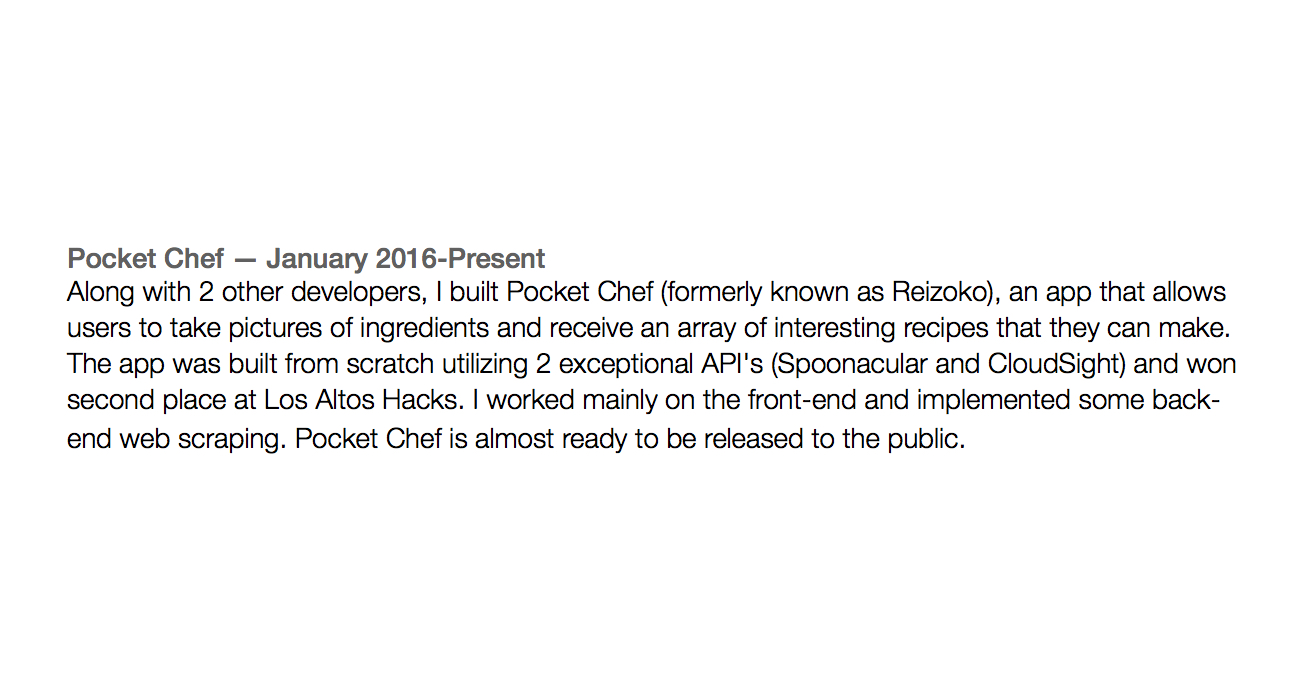 Pocket Chef — January 2016-Present
Along with 2 other developers, I built Pocket Chef (formerly known as Reizoko), an app that allows
users to take pictures of ingredients and receive an array of interesting recipes that they can make.
The app was built from scratch utilizing 2 exceptional API's (Spoonacular and CloudSight) and won
second place at Los Altos Hacks. I worked mainly on the front-end and implemented some back-
end web scraping. Pocket Chef is almost ready to be released to the public.